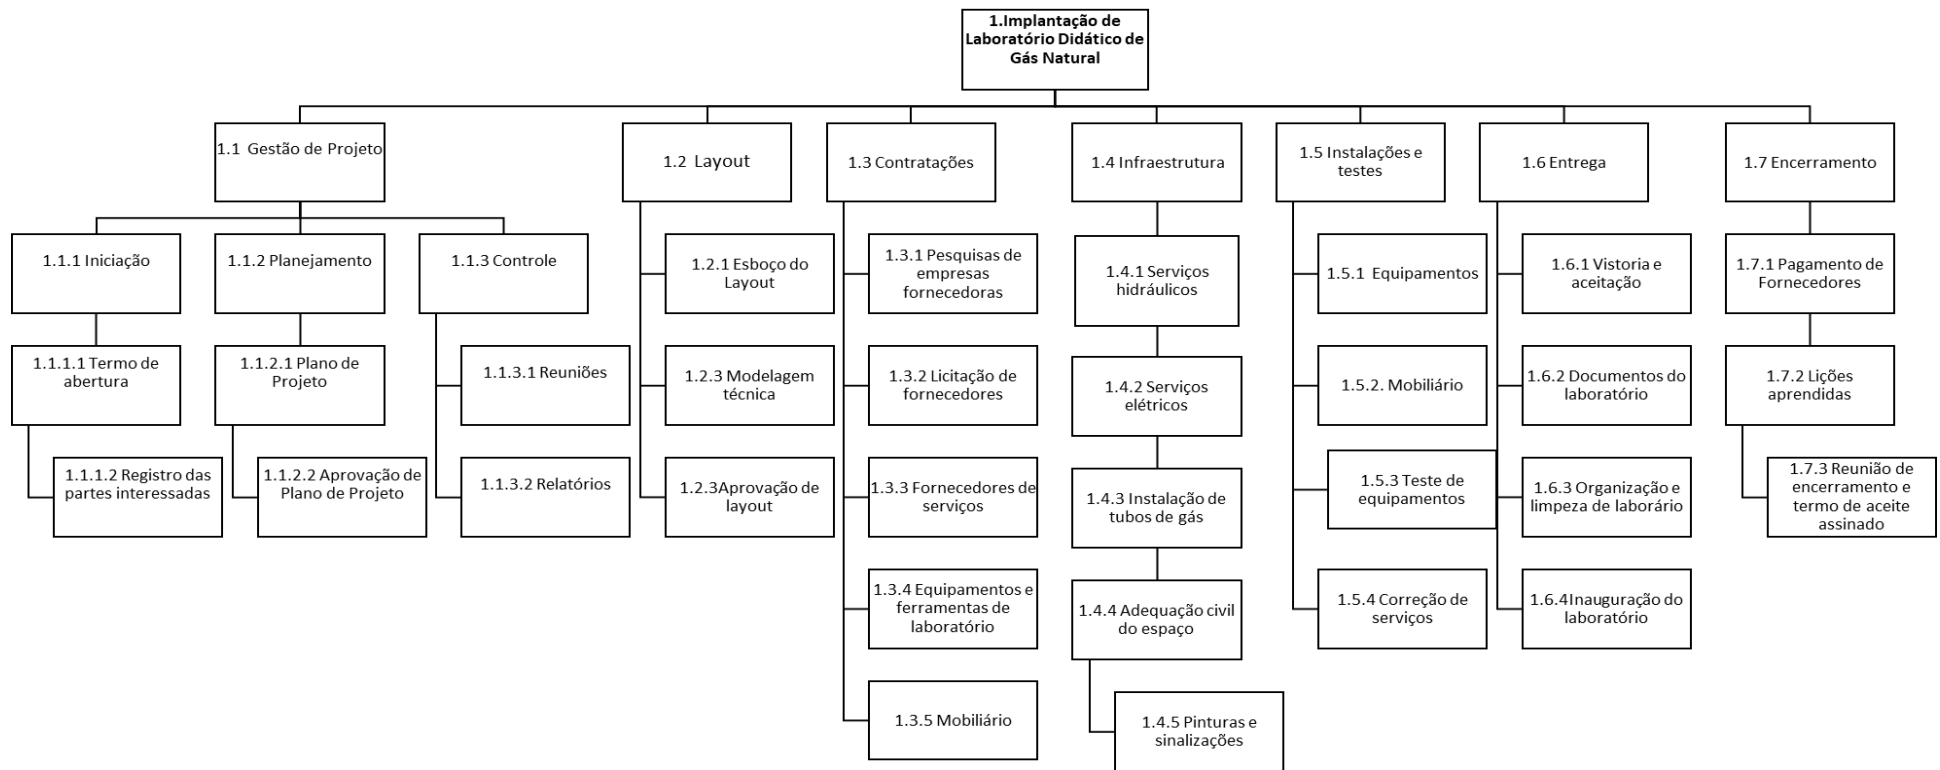 1.Implantação de
Laboratório Didático de
Gás Natural
1.1 Gestão de Projeto
1.2 Layout
1.3 Contratações
1.4 Infraestrutura
1.5 Instalações e
testes
1.6 Entrega
1.7 Encerramento
1.1.1 Iniciação
1.1.2 Planejamento
1.1.3 Controle
1.2.1 Esboço do
Layout
1.3.1 Pesquisas de
empresas
fornecedoras
1.4.1 Serviços
hidráulicos
1.5.1 Equipamentos
1.6.1 Vistoria e
aceitação
1.7.1 Pagamento de
Fornecedores
1.1.1.1 Termo de
abertura
1.1.2.1 Plano de
Projeto
1.1.3.1 Reuniões
1.2.3 Modelagem
técnica
1.3.2 Licitação de
fornecedores
1.4.2 Serviços
elétricos
1.5.2. Mobiliário
1.6.2 Documentos do
laboratório
1.7.2 Lições
aprendidas
1.1.1.2 Registro das
partes interessadas
1.1.2.2 Aprovação de
Plano de Projeto
1.1.3.2 Relatórios
1.2.3Aprovação de
layout
1.3.3 Fornecedores de
serviços
1.4.3 Instalação de
tubos de gás
1.5.3 Teste de
equipamentos
1.6.3 Organização e
limpeza de laborário
1.7.3 Reunião de
encerramento e
termo de aceite
assinado
1.3.4 Equipamentos e
ferramentas de
laboratório
1.4.4 Adequação civil
do espaço
1.5.4 Correção de
serviços
1.6.4Inauguração do
laboratório
1.3.5 Mobiliário
1.4.5 Pinturas e
sinalizações